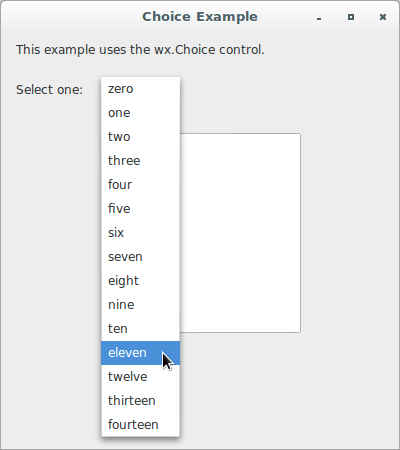 Choice Example
This example uses the wx.Choice control.
Select one:
zero
one
two
three
four
five
six
seven
eight
nine
ten
eleven
twelve
thirteen
fourteen